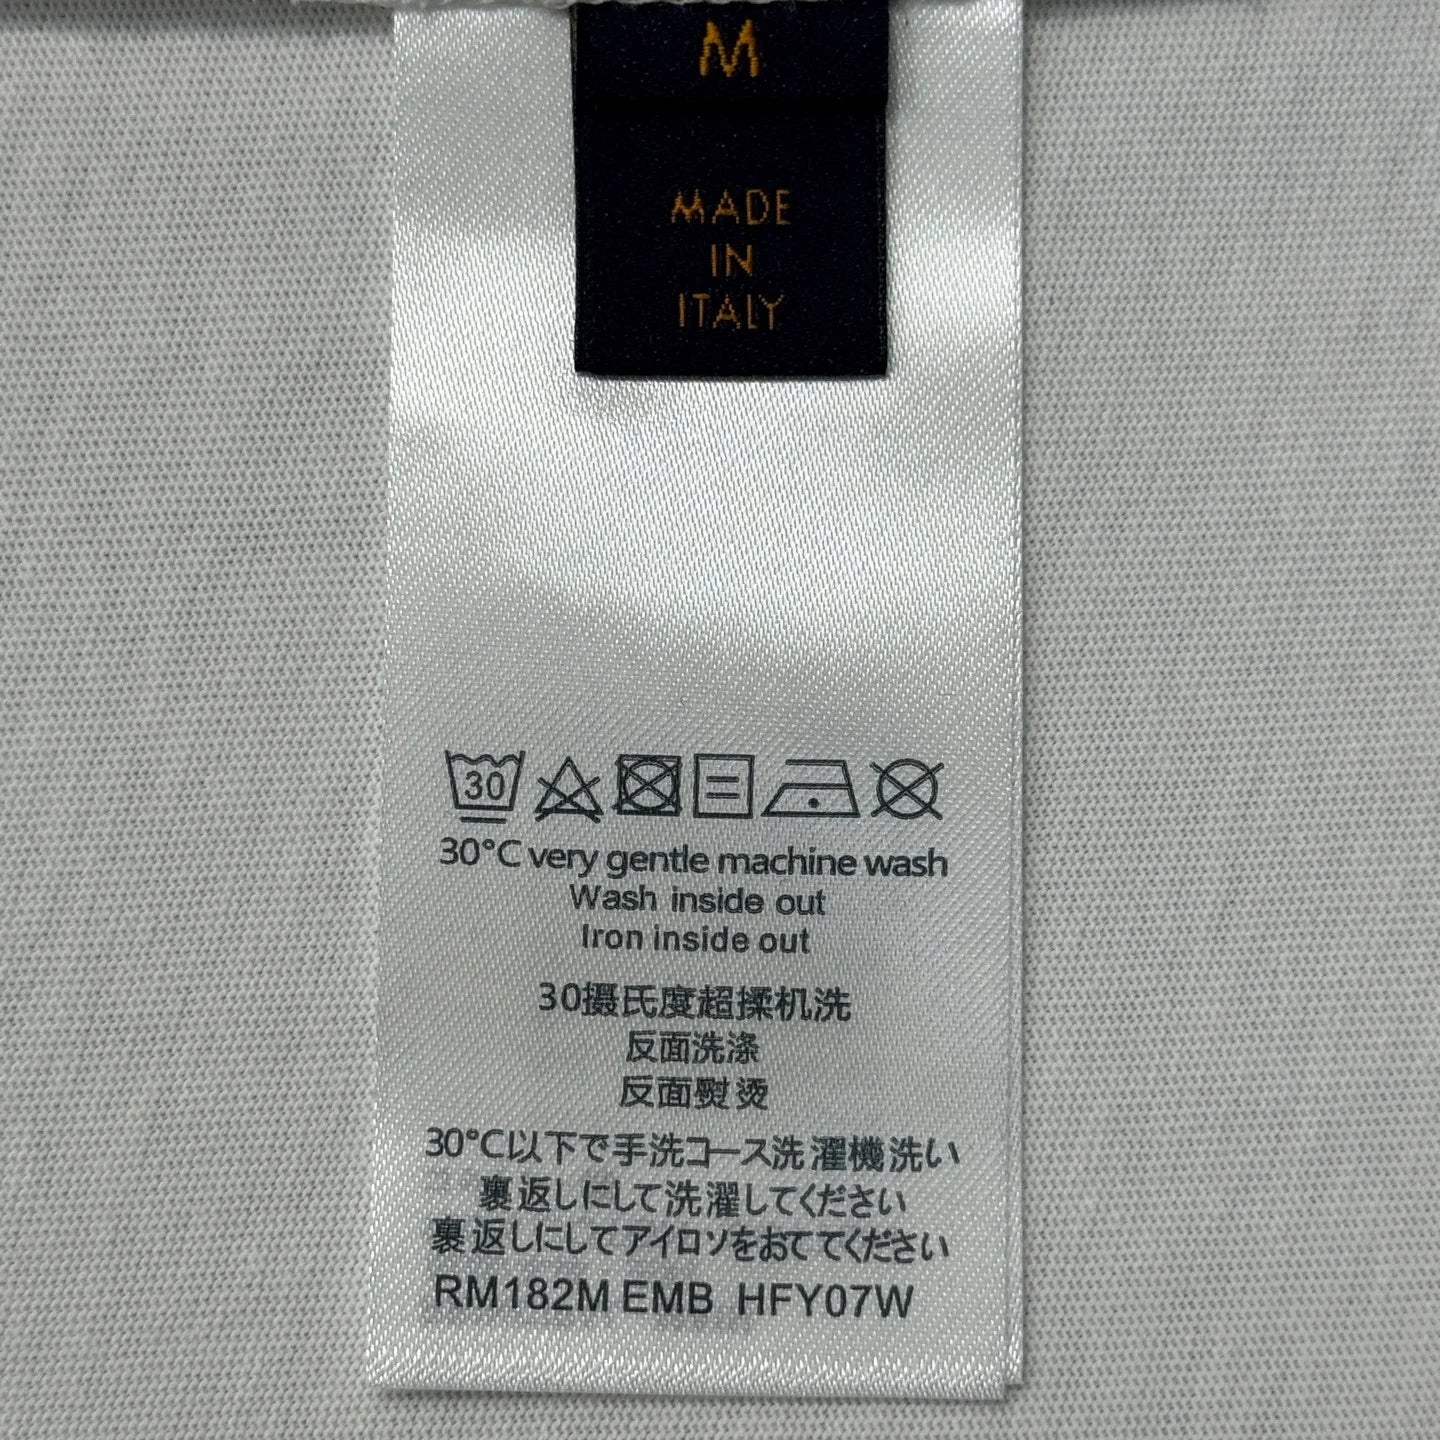 M
MADE
IN
ITALY
30
30°C very gentle machine wash
Wash inside out
Iron inside out
30摄氏度超揉机洗
反面洗涤
反面熨烫
30°C以下で手洗コース洗濯機洗い
裏返しにして洗濯してください
裏返しにしてアイロソをおててください
RM182M EMB HFY07W